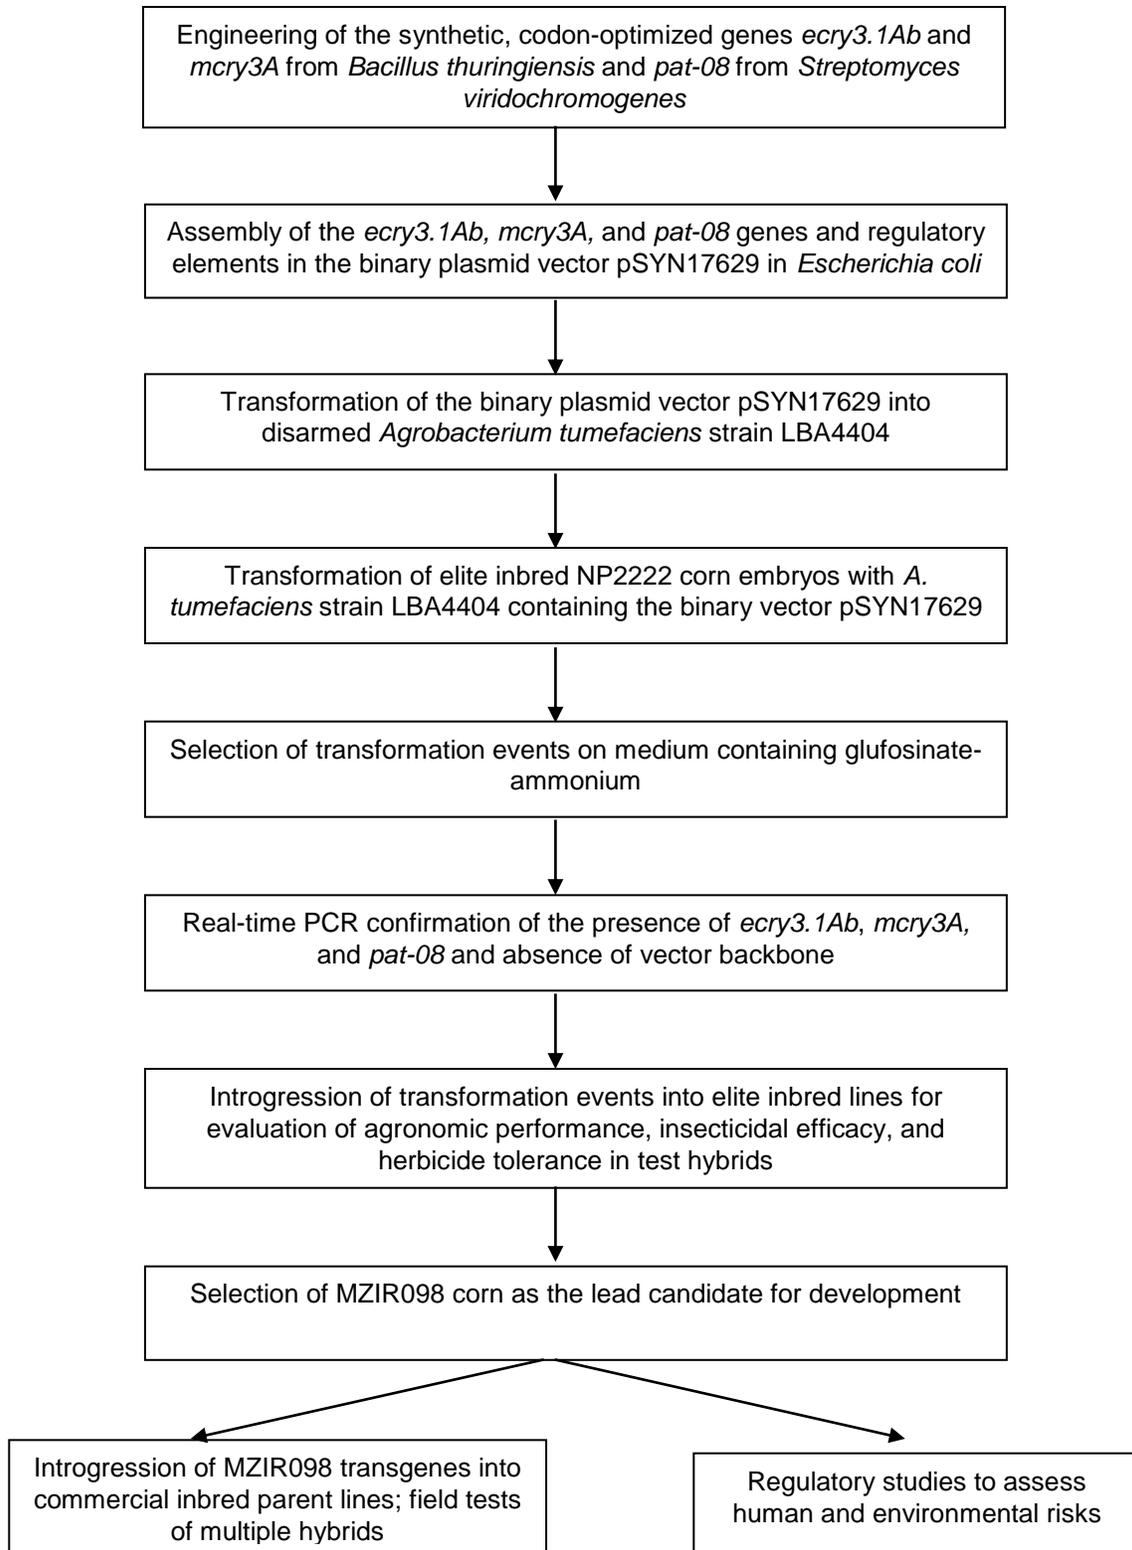 Engineering of the synthetic, codon-optimized genes ecry3.1Ab and
mcry3A from Bacillus thuringiensis and pat-08 from Streptomyces
viridochromogenes
Assembly of the ecry3.1Ab, mcry3A, and pat-08 genes and regulatory
elements in the binary plasmid vector pSYN17629 in Escherichia coli
Transformation of the binary plasmid vector pSYN17629 into
disarmed Agrobacterium tumefaciens strain LBA4404
Transformation of elite inbred NP2222 corn embryos with A.
tumefaciens strain LBA4404 containing the binary vector pSYN17629
Selection of transformation events on medium containing glufosinate-
ammonium
Real-time PCR confirmation of the presence of ecry3.1Ab, mcry3A,
and pat-08 and absence of vector backbone
Introgression of transformation events into elite inbred lines for
evaluation of agronomic performance, insecticidal efficacy, and
herbicide tolerance in test hybrids
Selection of MZIR098 corn as the lead candidate for development
Introgression of MZIR098 transgenes into
commercial inbred parent lines; field tests
of multiple hybrids
Regulatory studies to assess
human and environmental risks